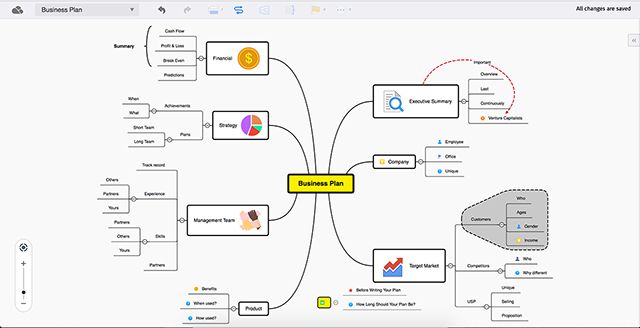 Business Plan
All changes are saved
Summary
Cash Flow
Profit & Loss
Break Even
Predictions
Financial
When
What
Achievements
Short Team
Long Team
Plans
Strategy
Track record
Others
Partners
Yours
Experience
Partners
Others
Yours
Skills
Partners
Management Team
Benefits
When used?
How used?
Product
Business Plan
Important
Executive Summary
Overview
Last
Continuously
Venture Capitalists
Company
Employee
Office
Unique
Target Market
Customers
Who
Ages
Gender
Income
Competitors
Who
Why different
USP
Unique
Selling
Proposition
Before Writing Your Plan
How Long Should Your Plan Be?